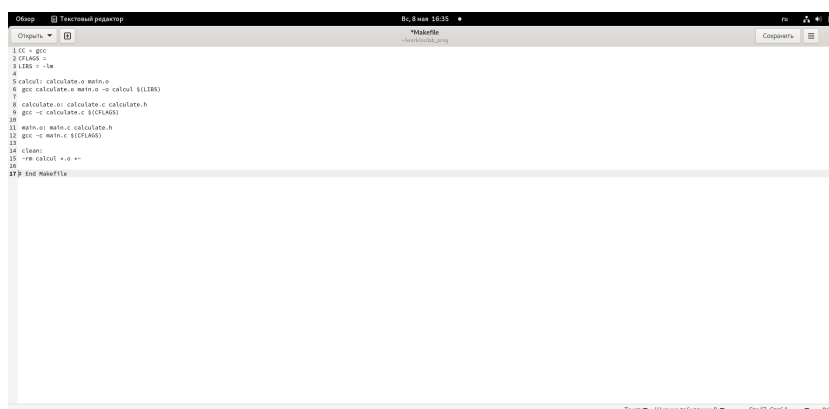 Обзор Текстовый редактор Вс, 8 мая 16:35 ru
Открыть *Makefile Сохранить
~/work/os/lab_prog
1 CC = gcc
2 CFLAGS =
3 LIBS = -lm
4
5 calcul: calculate.o main.o
6 gcc calculate.o main.o -o calcul $(LIBS)
7
8 calculate.o: calculate.c calculate.h
9 gcc -c calculate.c $(CFLAGS)
10
11 main.o: main.c calculate.h
12 gcc -c main.c $(CFLAGS)
13
14 clean:
15 -rm calcul *.o *~
16
17 # End Makefile